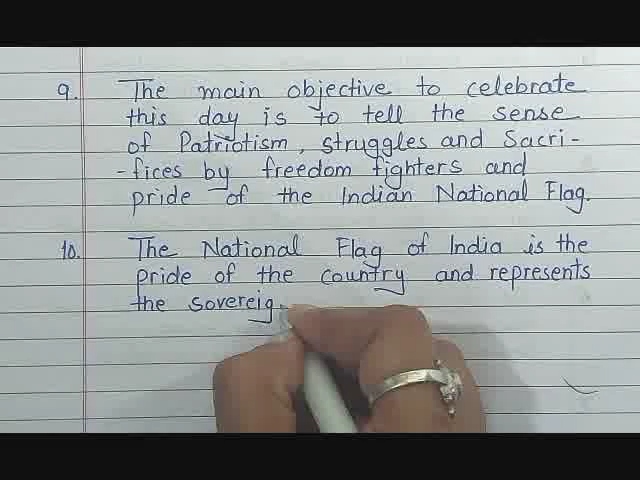 9. The main objective to celebrate
this day is to tell the sense
of Patriotism, struggles and Sacri-
-fices by freedom fighters and
pride of the Indian National Flag.
10. The National Flag of India is the
pride of the country and represents
the sovereig